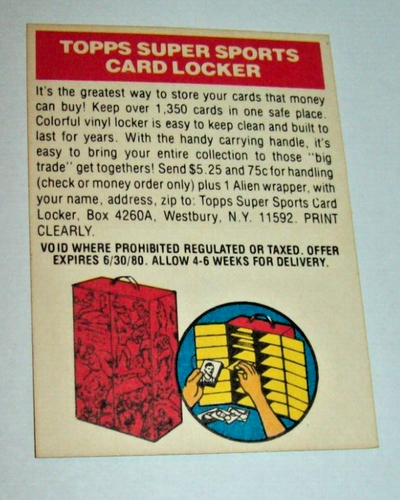 TOPPS SUPER SPORTS
CARD LOCKER
It's the greatest way to store your cards that money
can buy! Keep over 1,350 cards in one safe place.
Colorful vinyl locker is easy to keep clean and built to
last for years. With the handy carrying handle, it's
easy to bring your entire collection to those "big
trade" get togethers! Send $5.25 and 75c for handling
(check or money order only) plus 1 Alien wrapper, with
your name, address, zip to: Topps Super Sports Card
Locker, Box 4260A, Westbury, N.Y. 11592. PRINT
CLEARLY.
VOID WHERE PROHIBITED REGULATED OR TAXED. OFFER
EXPIRES 6/30/80. ALLOW 4-6 WEEKS FOR DELIVERY.